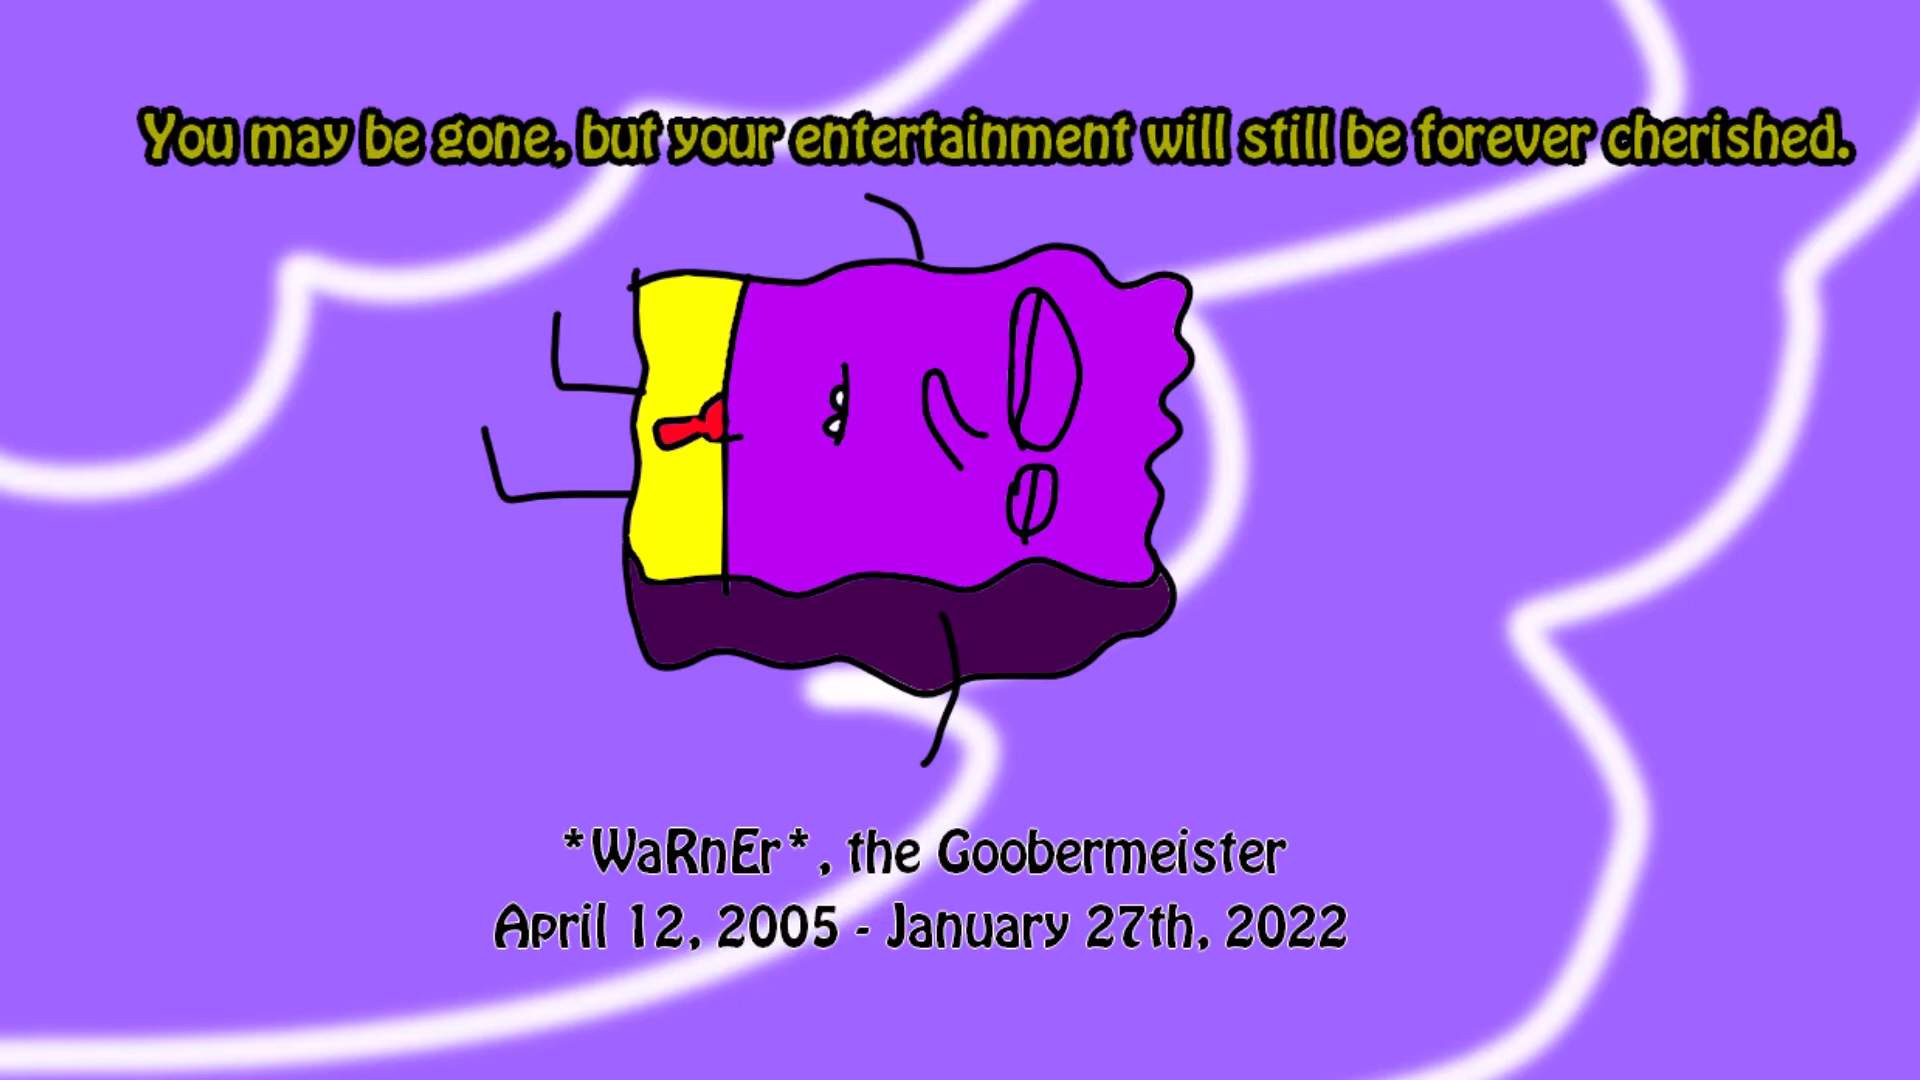 You may be gone, but your entertainment will still be forever cherished.
*WaRnEr*, the Goobermeister
April 12, 2005 - January 27th, 2022